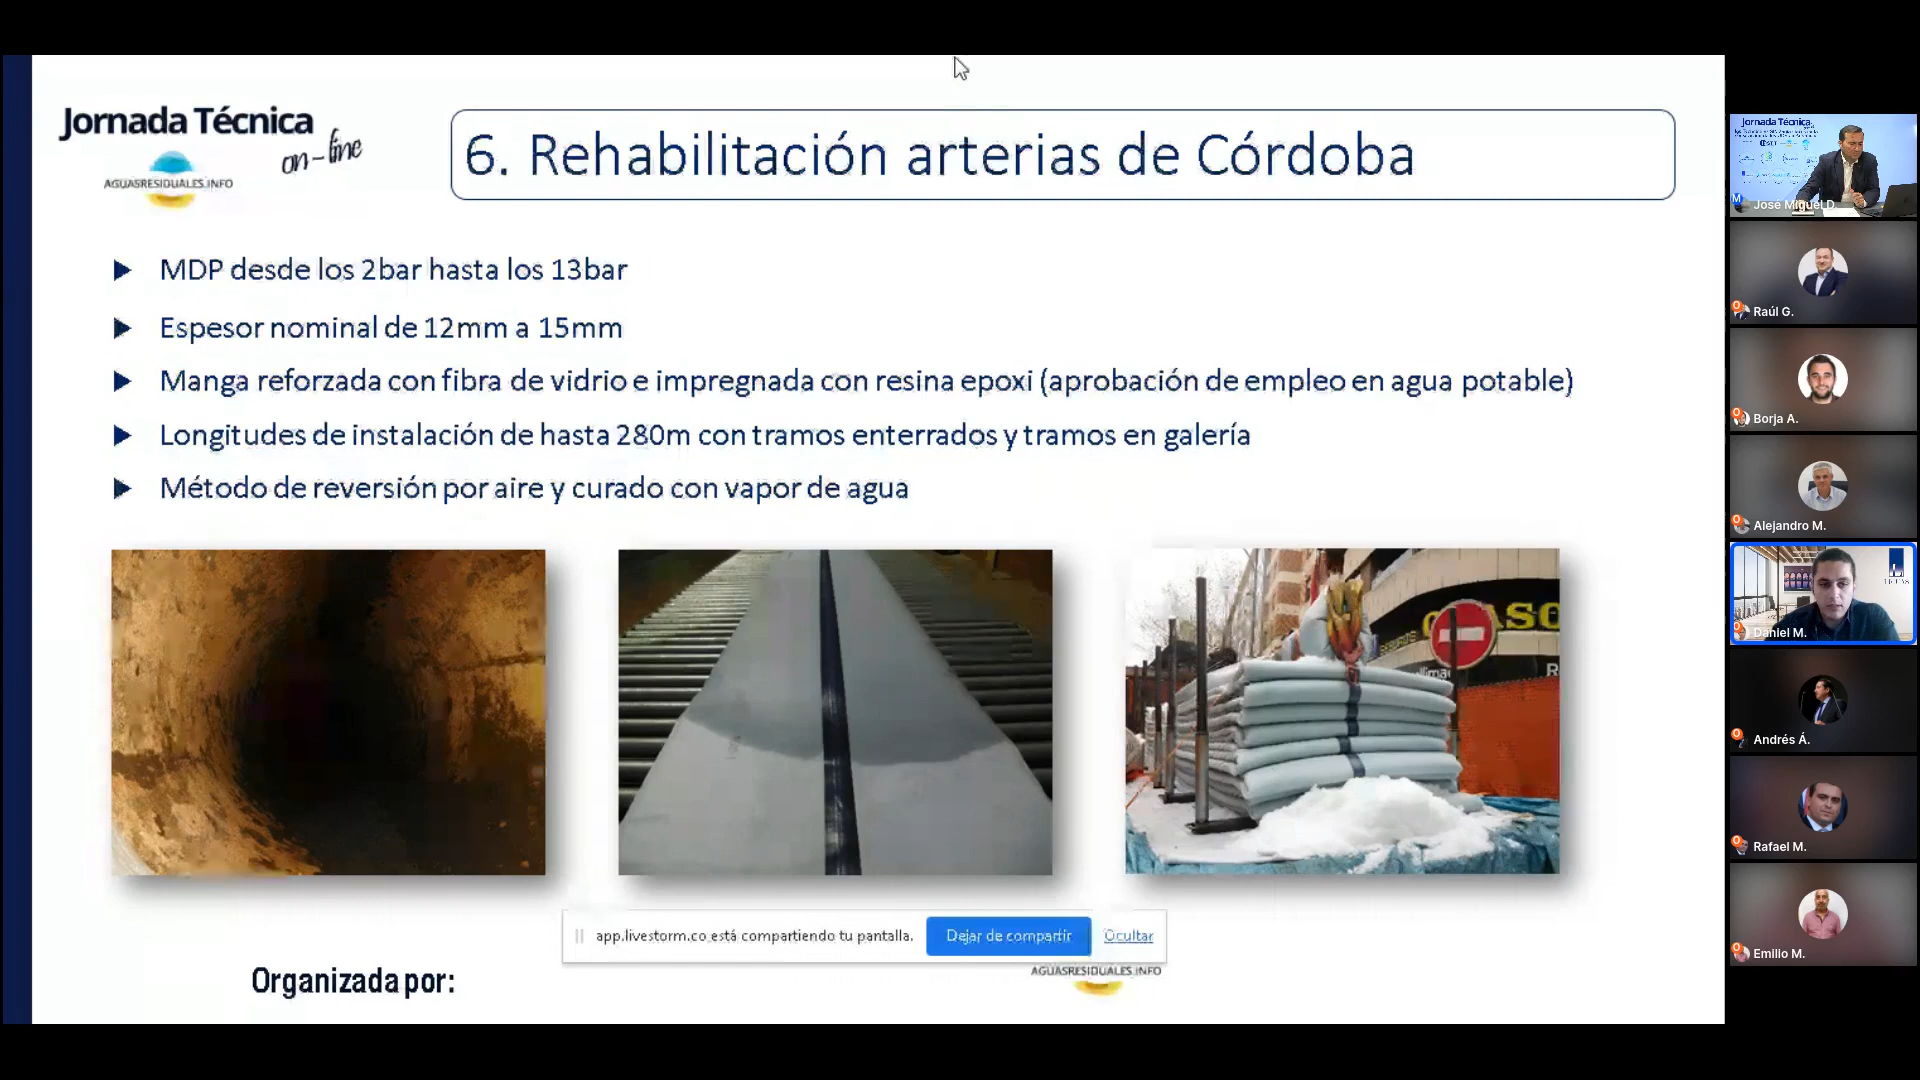 Jornada Técnica
on-line
AGUASRESIDUALES.INFO
6. Rehabilitación arterias de Córdoba
MDP desde los 2bar hasta los 13bar
Espesor nominal de 12mm a 15mm
Manga reforzada con fibra de vidrio e impregnada con resina epoxi (aprobación de empleo en agua potable)
Longitudes de instalación de hasta 280m con tramos enterrados y tramos en galería
Método de reversión por aire y curado con vapor de agua
app.livestorm.co está compartiendo tu pantalla.
Dejar de compartir
Ocultar
Organizada por:
AGUASRESIDUALES.INFO
Jornada Técnica
José Miguel D.
Raúl G.
Borja A.
Alejandro M.
Daniel M.
Andrés Á.
Rafael M.
Emilio M.